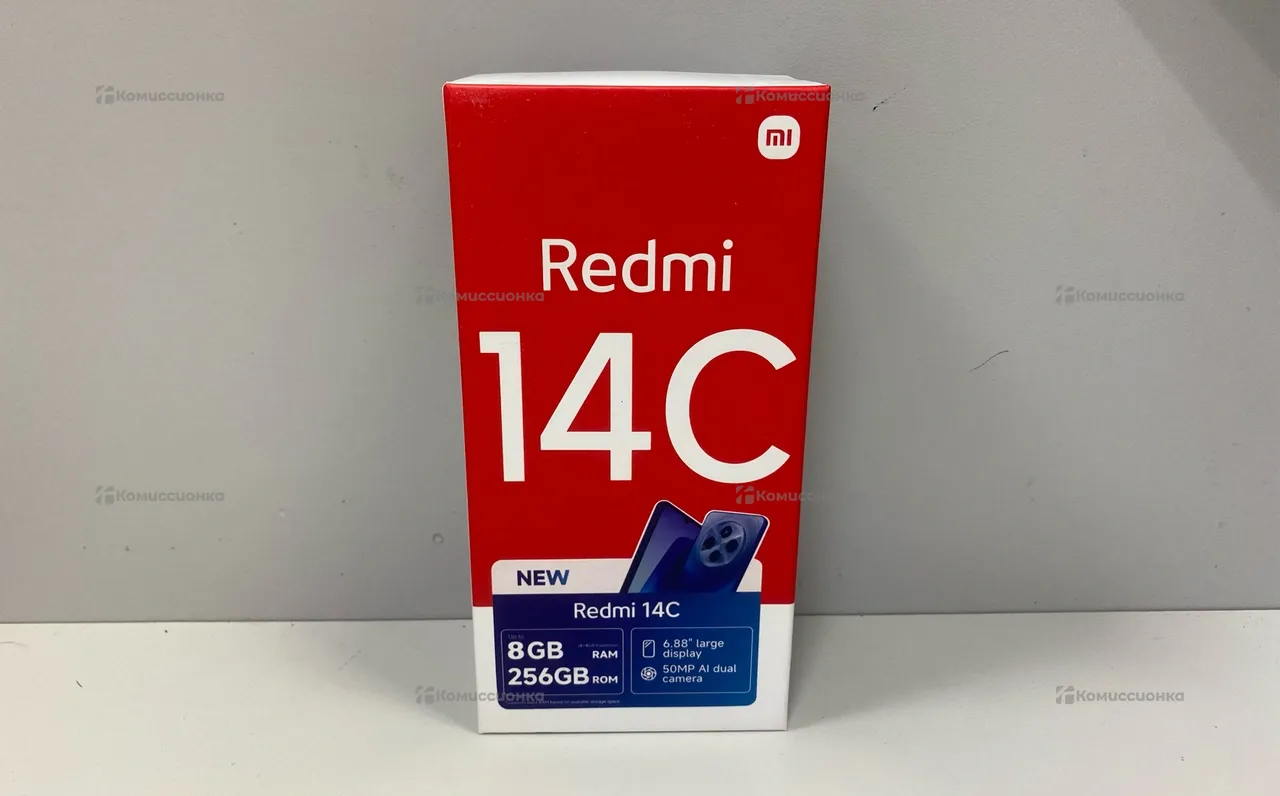 Комиссионка
Комиссионка
mi
Redmi
Комиссионка
Комиссионка
14C
Комиссионка
Комиссионка
NEW
Redmi 14C
Up to
8GB RAM
256GB ROM
6.88" large
display
50MP AI dual
camera
Комиссионка
Комиссионка